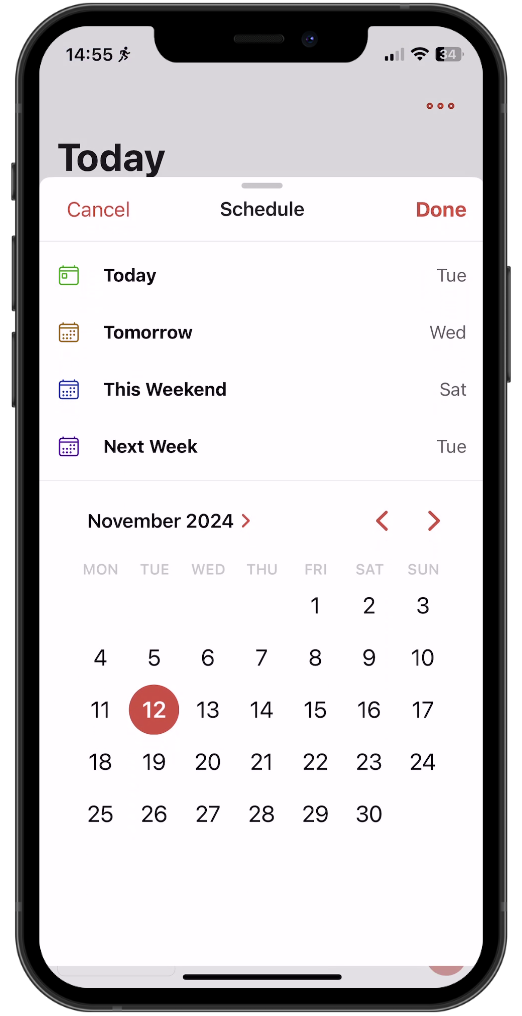 14:55 34
Today
Cancel Schedule Done
Today Tue
Tomorrow Wed
This Weekend Sat
Next Week Tue
November 2024
MON TUE WED THU FRI SAT SUN
1 2 3
4 5 6 7 8 9 10
11 12 13 14 15 16 17
18 19 20 21 22 23 24
25 26 27 28 29 30